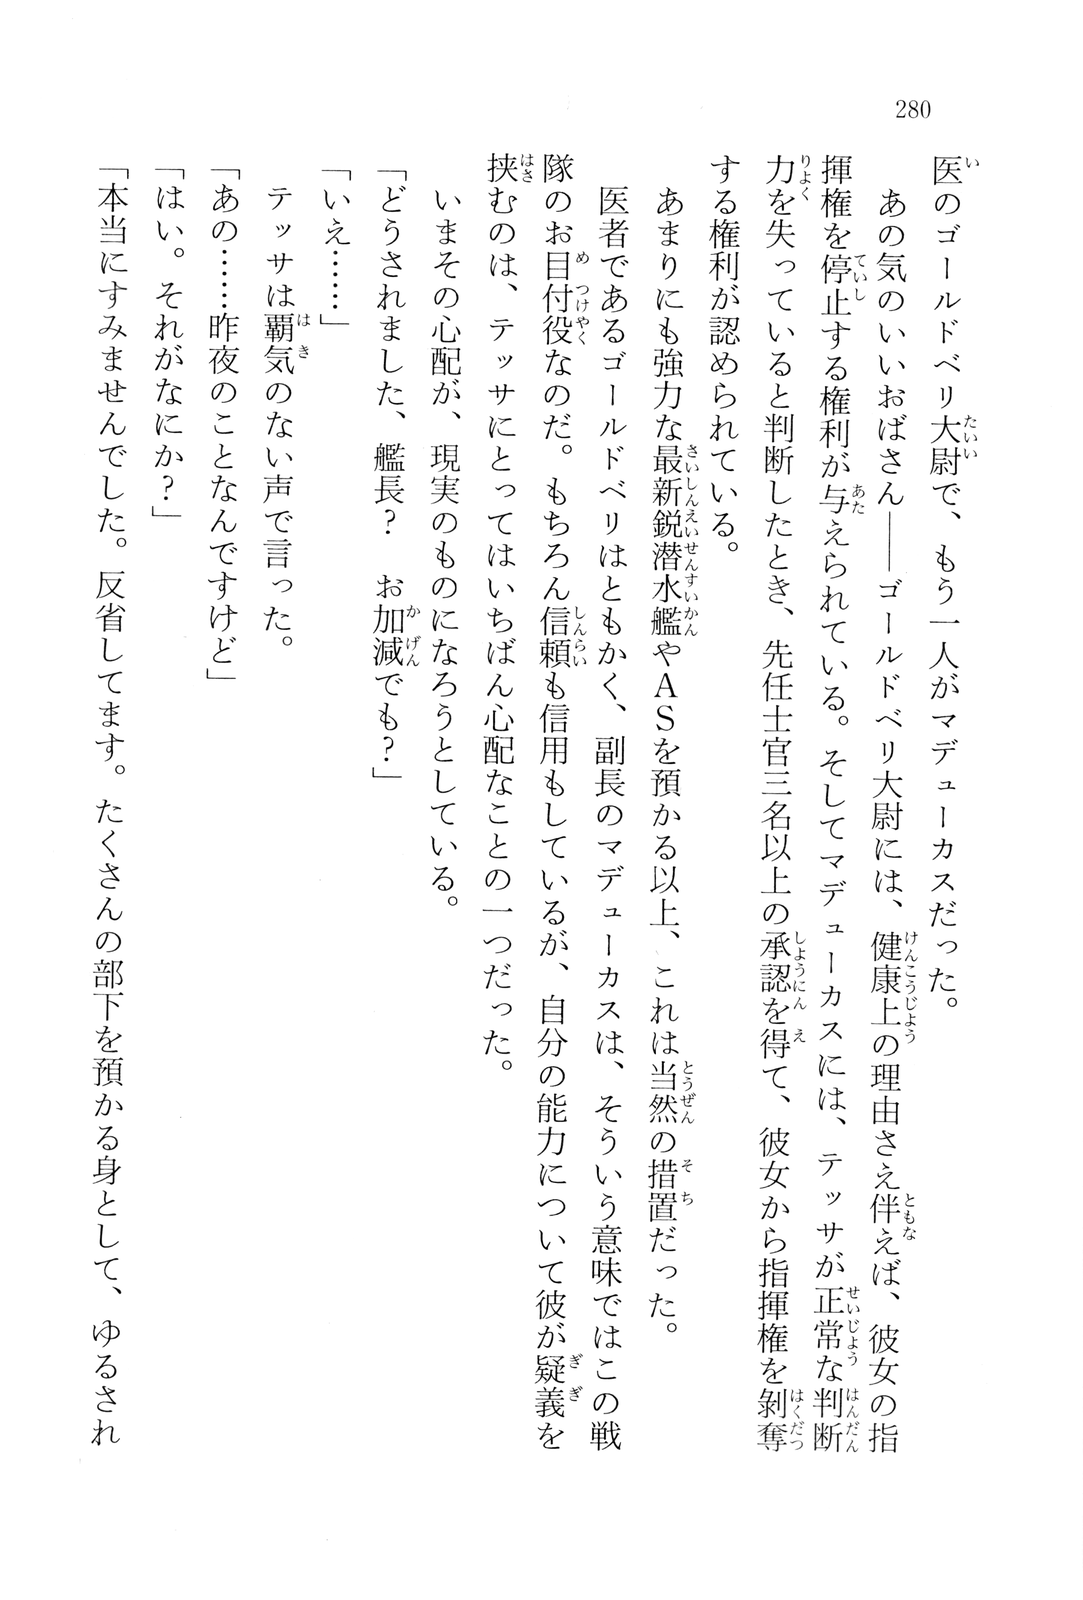 280
医のゴールドベリ大尉で、もう一人がマデューカスだった。
　あの気のいいおばさん――ゴールドベリ大尉には、健康上の理由さえ伴えば、彼女の指
揮権を停止する権利が与えられている。そしてマデューカスには、テッサが正常な判断
力を失っていると判断したとき、先任士官三名以上の承認を得て、彼女から指揮権を剝奪
する権利が認められている。
　あまりにも強力な最新鋭潜水艦やＡＳを預かる以上、これは当然の措置だった。
　医者であるゴールドベリはともかく、副長のマデューカスは、そういう意味ではこの戦
隊のお目付役なのだ。もちろん信頼も信用もしているが、自分の能力について彼が疑義を
挟むのは、テッサにとってはいちばん心配なことの一つだった。
　いまその心配が、現実のものになろうとしている。
「どうされました、艦長？　お加減でも？」
「いえ……」
　テッサは覇気のない声で言った。
「あの……昨夜のことなんですけど」
「はい。それがなにか？」
「本当にすみませんでした。反省してます。たくさんの部下を預かる身として、ゆるされ